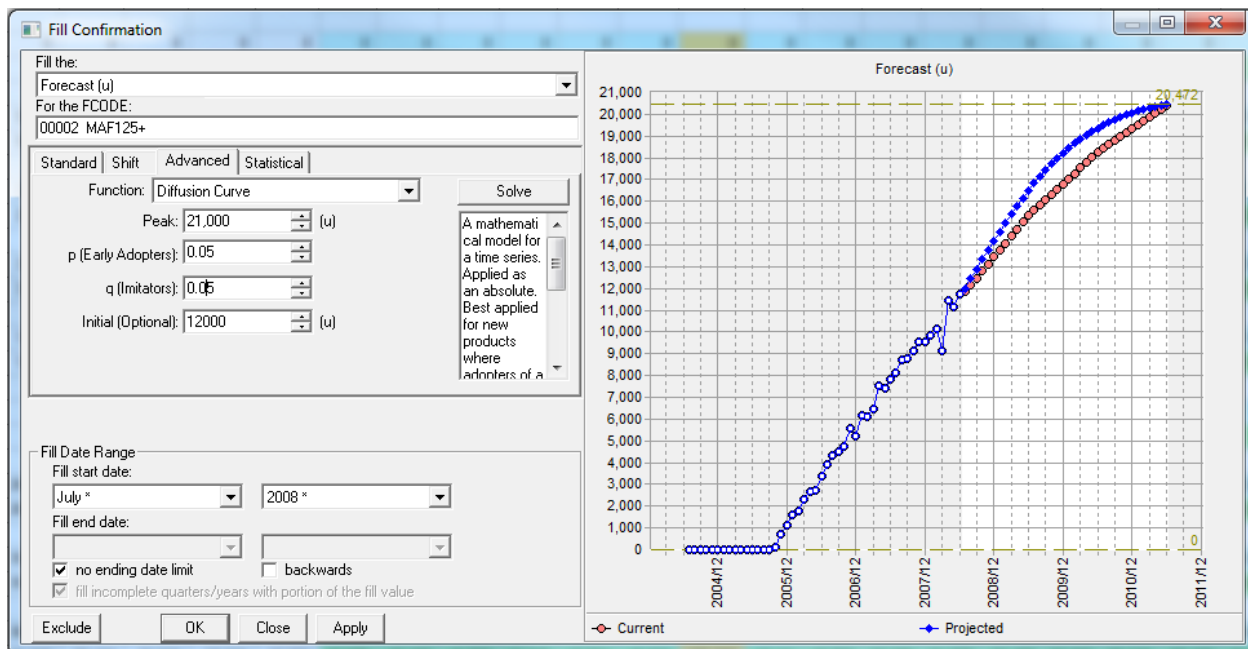 Fill Confirmation
Fill the:
Forecast (u)
For the FCODE:
00002 MAF125+
Standard Shift Advanced Statistical
Function: Diffusion Curve
Peak: 21,000 (u)
p (Early Adopters): 0.05
q (Imitators): 0.05
Initial (Optional): 12000 (u)
Solve
A mathemati
cal model for
a time series.
Applied as
an absolute.
Best applied
for new
products
where
adopters of a
Fill Date Range
Fill start date:
July * 2008 *
Fill end date:
no ending date limit backwards
fill incomplete quarters/years with portion of the fill value
Exclude OK Close Apply
Forecast (u)
20,472
21,000
20,000
19,000
18,000
17,000
16,000
15,000
14,000
13,000
12,000
11,000
10,000
9,000
8,000
7,000
6,000
5,000
4,000
3,000
2,000
1,000
0
0
2004/12 2005/12 2006/12 2007/12 2008/12 2009/12 2010/12 2011/12
Current Projected